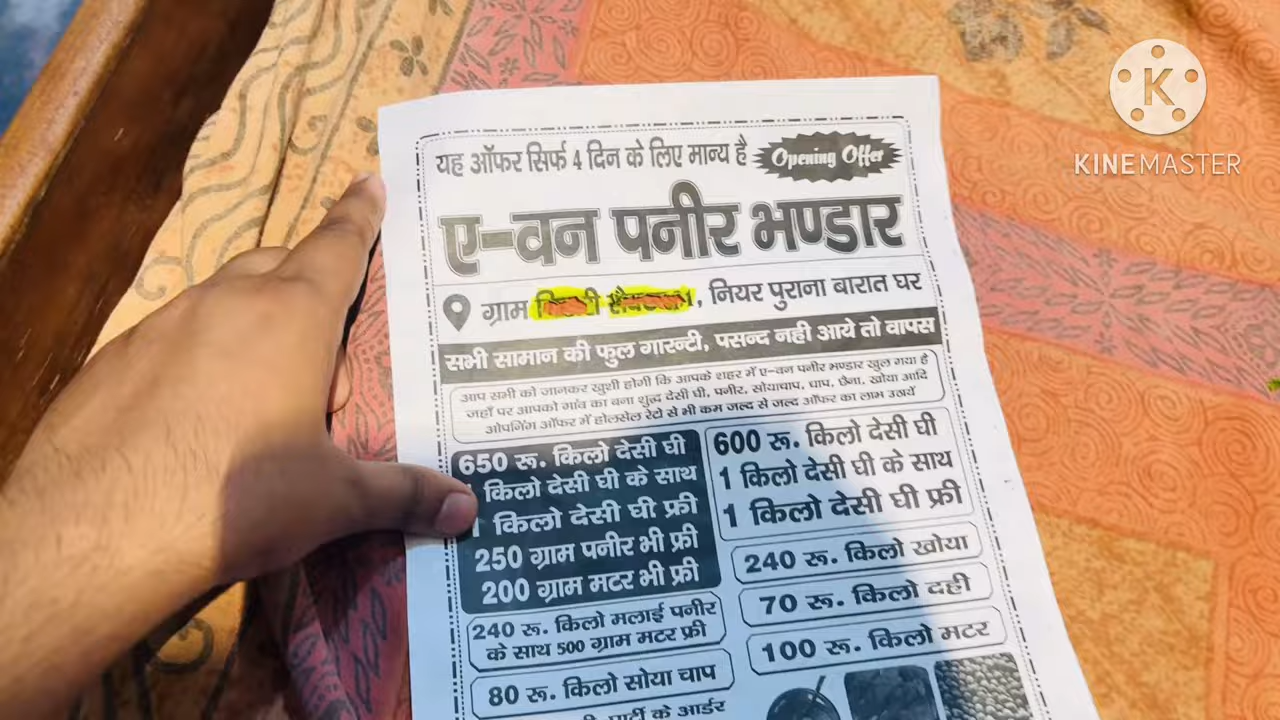 यह ऑफर सिर्फ 4 दिन के लिए मान्य है
Opening Offer
ए-वन पनीर भण्डार
ग्राम , नियर पुराना बारात घर
सभी सामान की फुल गारन्टी, पसन्द नही आये तो वापस
आप सभी को जानकर खुशी होगी कि आपके शहर में ए-वन पनीर भण्डार खुल गया है
जहाँ पर आपको गाँव का बना शुद्ध देसी घी, पनीर, सोयाचाप, चाप, छैना, खोया आदि
ओपनिंग ऑफर में होलसेल रेटो से भी कम जल्द से जल्द ऑफर का लाभ उठायें
650 रू. किलो देसी घी
किलो देसी घी के साथ
1 किलो देसी घी फ्री
250 ग्राम पनीर भी फ्री
200 ग्राम मटर भी फ्री
600 रू. किलो देसी घी
1 किलो देसी घी के साथ
1 किलो देसी घी फ्री
240 रू. किलो खोया
70 रू. किलो दही
100 रू. किलो मटर
240 रू. किलो मलाई पनीर
के साथ 500 ग्राम मटर फ्री
80 रू. किलो सोया चाप
पार्टी के आर्डर
K
KINEMASTER